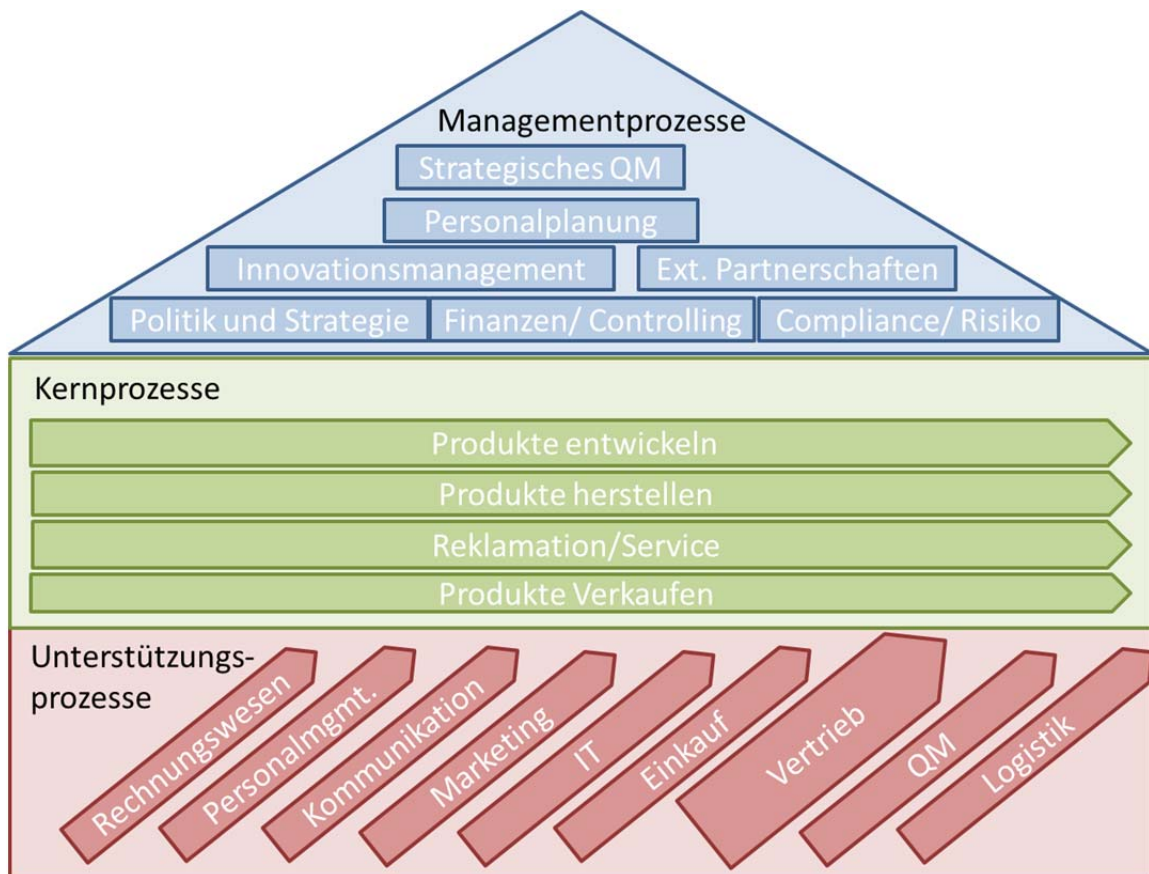 Managementprozesse
Strategisches QM
Personalplanung
Innovationsmanagement
Ext. Partnerschaften
Politik und Strategie
Finanzen/ Controlling
Compliance/ Risiko
Kernprozesse
Produkte entwickeln
Produkte herstellen
Reklamation/Service
Produkte Verkaufen
Unterstützungs-
prozesse
Rechnungswesen
Personalmgmt.
Kommunikation
Marketing
IT
Einkauf
Vertrieb
QM
Logistik